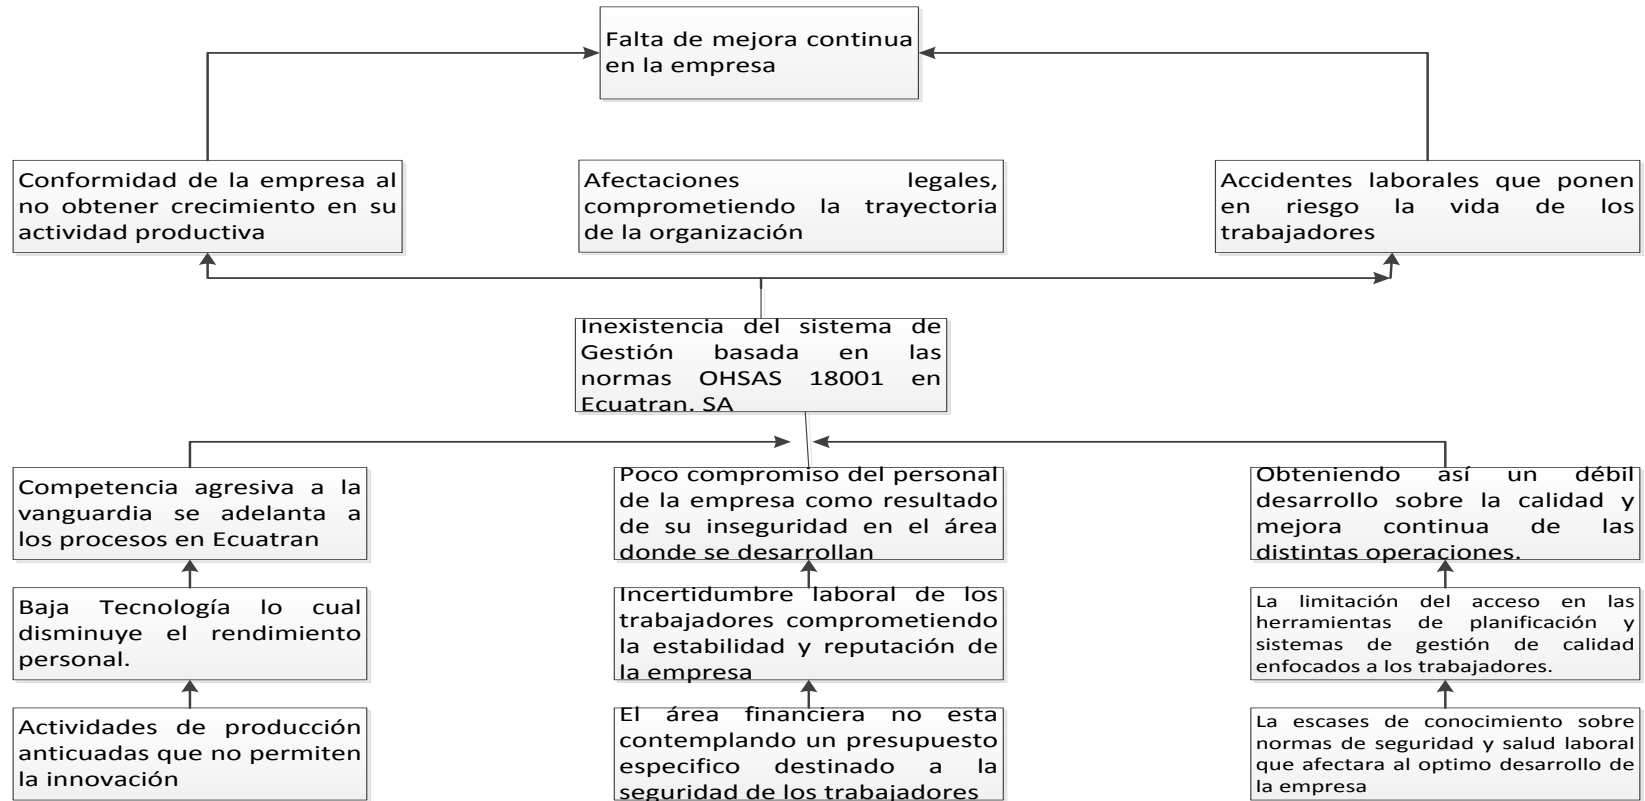 Falta de mejora continua
en la empresa
Conformidad de la empresa al
no obtener crecimiento en su
actividad productiva
Afectaciones legales,
comprometiendo la trayectoria
de la organización
Accidentes laborales que ponen
en riesgo la vida de los
trabajadores
Inexistencia del sistema de
Gestión basada en las
normas OHSAS 18001 en
Ecuatran. SA
Competencia agresiva a la
vanguardia se adelanta a
los procesos en Ecuatran
Poco compromiso del personal
de la empresa como resultado
de su inseguridad en el área
donde se desarrollan
Obteniendo así un débil
desarrollo sobre la calidad y
mejora continua de las
distintas operaciones.
Baja Tecnología lo cual
disminuye el rendimiento
personal.
Incertidumbre laboral de los
trabajadores comprometiendo
la estabilidad y reputación de
la empresa
La limitación del acceso en las
herramientas de planificación y
sistemas de gestión de calidad
enfocados a los trabajadores.
Actividades de producción
anticuadas que no permiten
la innovación
El área financiera no esta
contemplando un presupuesto
especifico destinado a la
seguridad de los trabajadores
La escases de conocimiento sobre
normas de seguridad y salud laboral
que afectara al optimo desarrollo de
la empresa